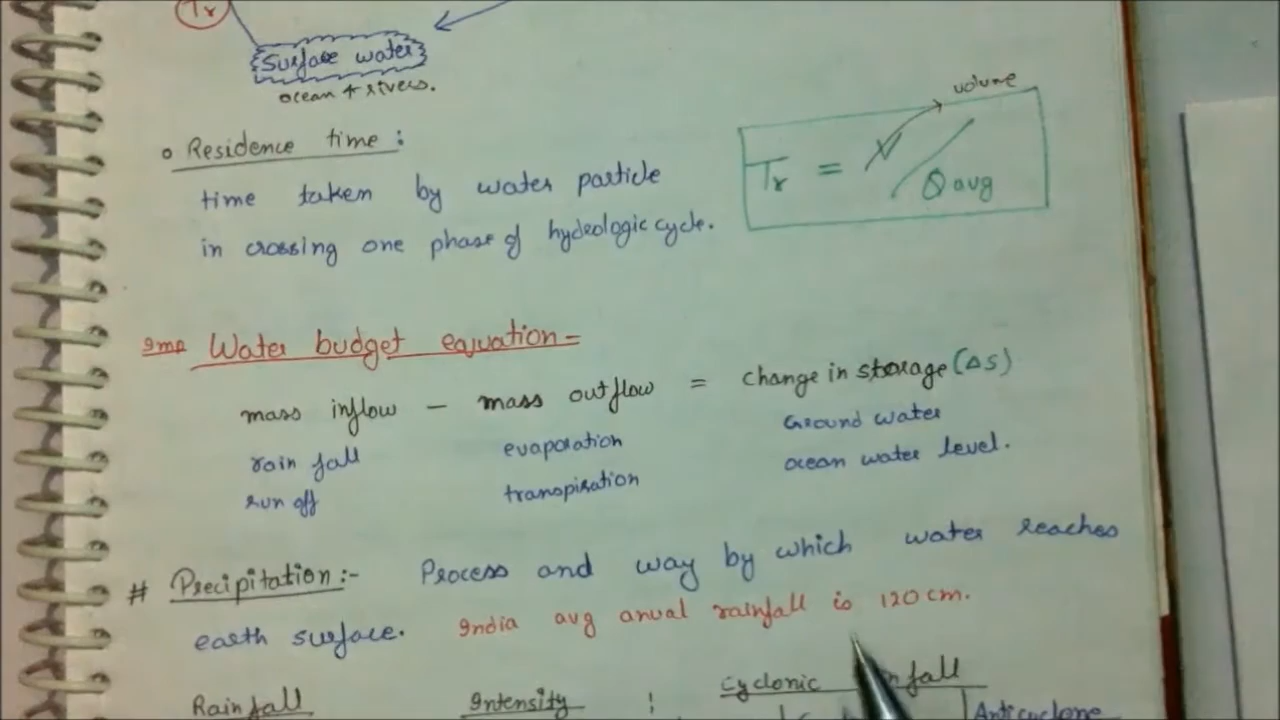 Tr
Surface water
ocean & rivers.
volume
Residence time:
Tr = V / Q avg
time taken by water particle
in crossing one phase of hydeologic cycle.
Imp Water budget equation -
mass inflow - mass outflow = change in storage (ΔS)
rain fall evaporation Ground water
run off transpiration ocean water level.
# Precipitation:- Process and way by which water reaches
earth surface. India avg anual rainfall is 120 cm.
Rainfall Intensity Cyclonic
Anticyclone